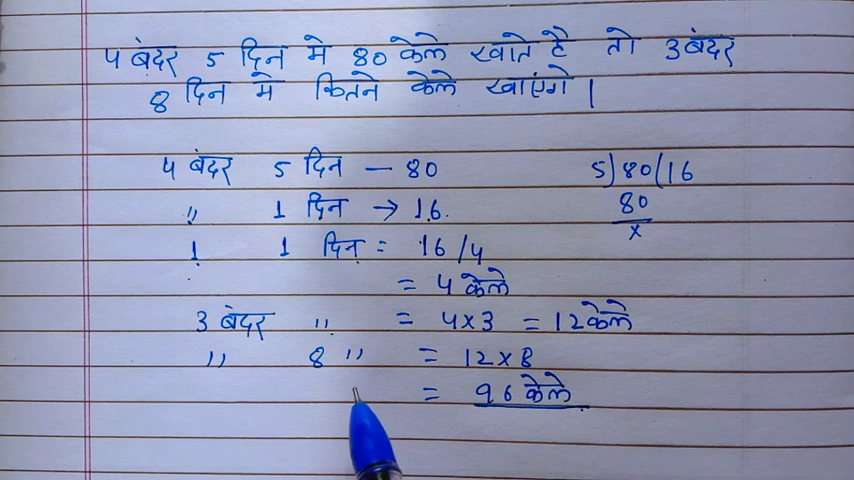 4 बंदर 5 दिन मे 80 केले खाते है तो 3 बंदर
8 दिन मे कितने केले खाएंगे |
4 बंदर 5 दिन — 80
" 1 दिन → 16.
1 1 दिन = 16/4
= 4 केले
3 बंदर " = 4x3 = 12 केले
" 8 " = 12x8
= 96 केले
5)80(16
80
x